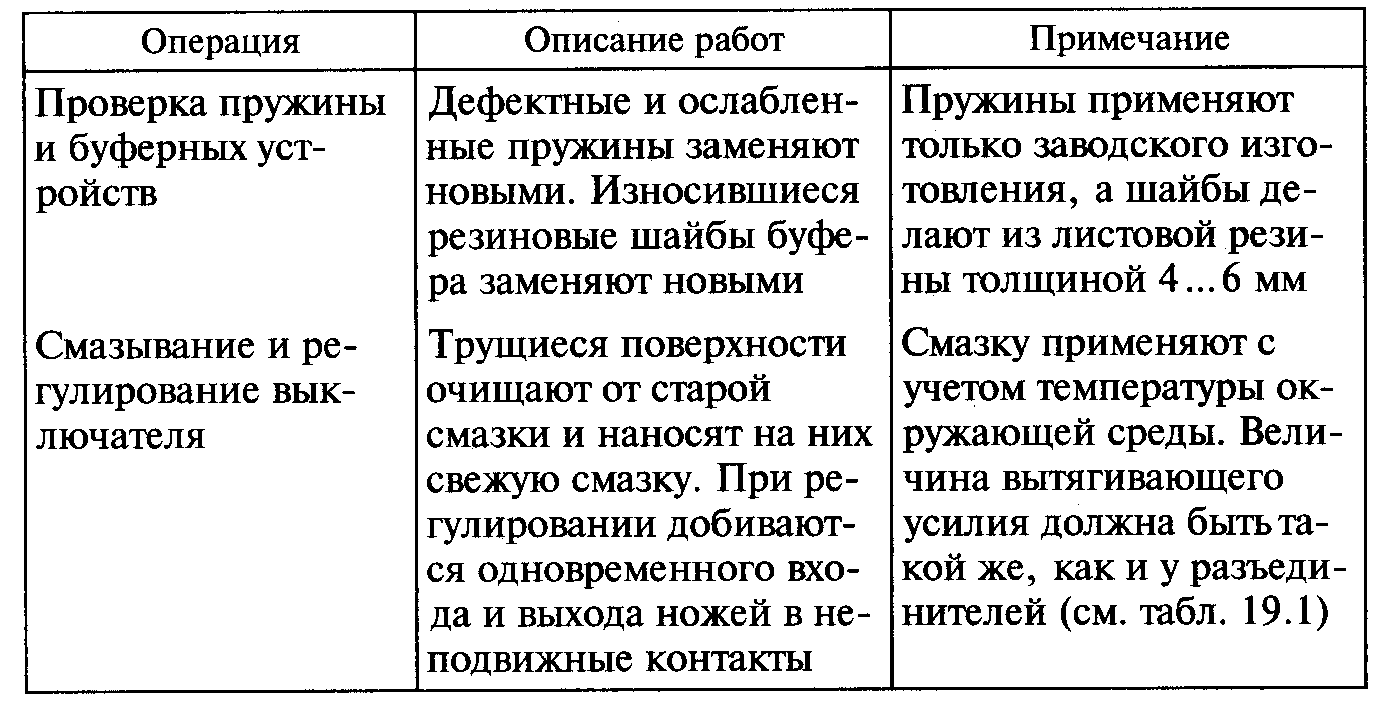 Операция
Описание работ
Примечание
Проверка пружины
и буферных уст-
ройств
Дефектные и ослаблен-
ные пружины заменяют
новыми. Износившиеся
резиновые шайбы буфе-
ра заменяют новыми
Пружины применяют
только заводского изго-
товления, а шайбы де-
лают из листовой рези-
ны толщиной 4...6 мм
Смазывание и ре-
гулирование вык-
лючателя
Трущиеся поверхности
очищают от старой
смазки и наносят на них
свежую смазку. При ре-
гулировании добивают-
ся одновременного вхо-
да и выхода ножей в не-
подвижные контакты
Смазку применяют с
учетом температуры ок-
ружающей среды. Вели-
чина вытягивающего
усилия должна быть та-
кой же, как и у разъеди-
нителей (см. табл. 19.1)